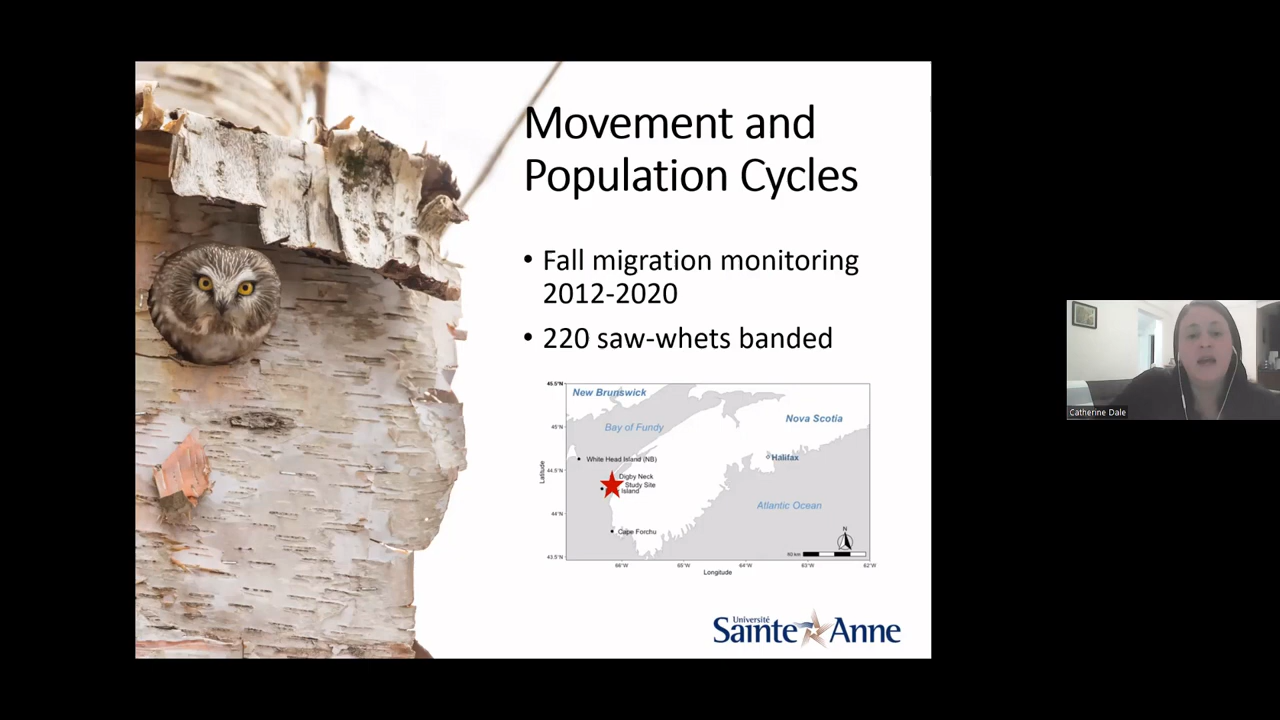 Movement and
Population Cycles
• Fall migration monitoring
2012-2020
• 220 saw-whets banded
45.5°N
New Brunswick
Nova Scotia
45°N
Bay of Fundy
White Head Island (NB)
Halifax
44.5°N
Digby Neck
Study Site
Island
Latitude
Atlantic Ocean
44°N
Cape Forchu
N
43.5°N
66°W 65°W 64°W 63°W 62°W
Longitude
Université
Sainte Anne
Catherine Dale